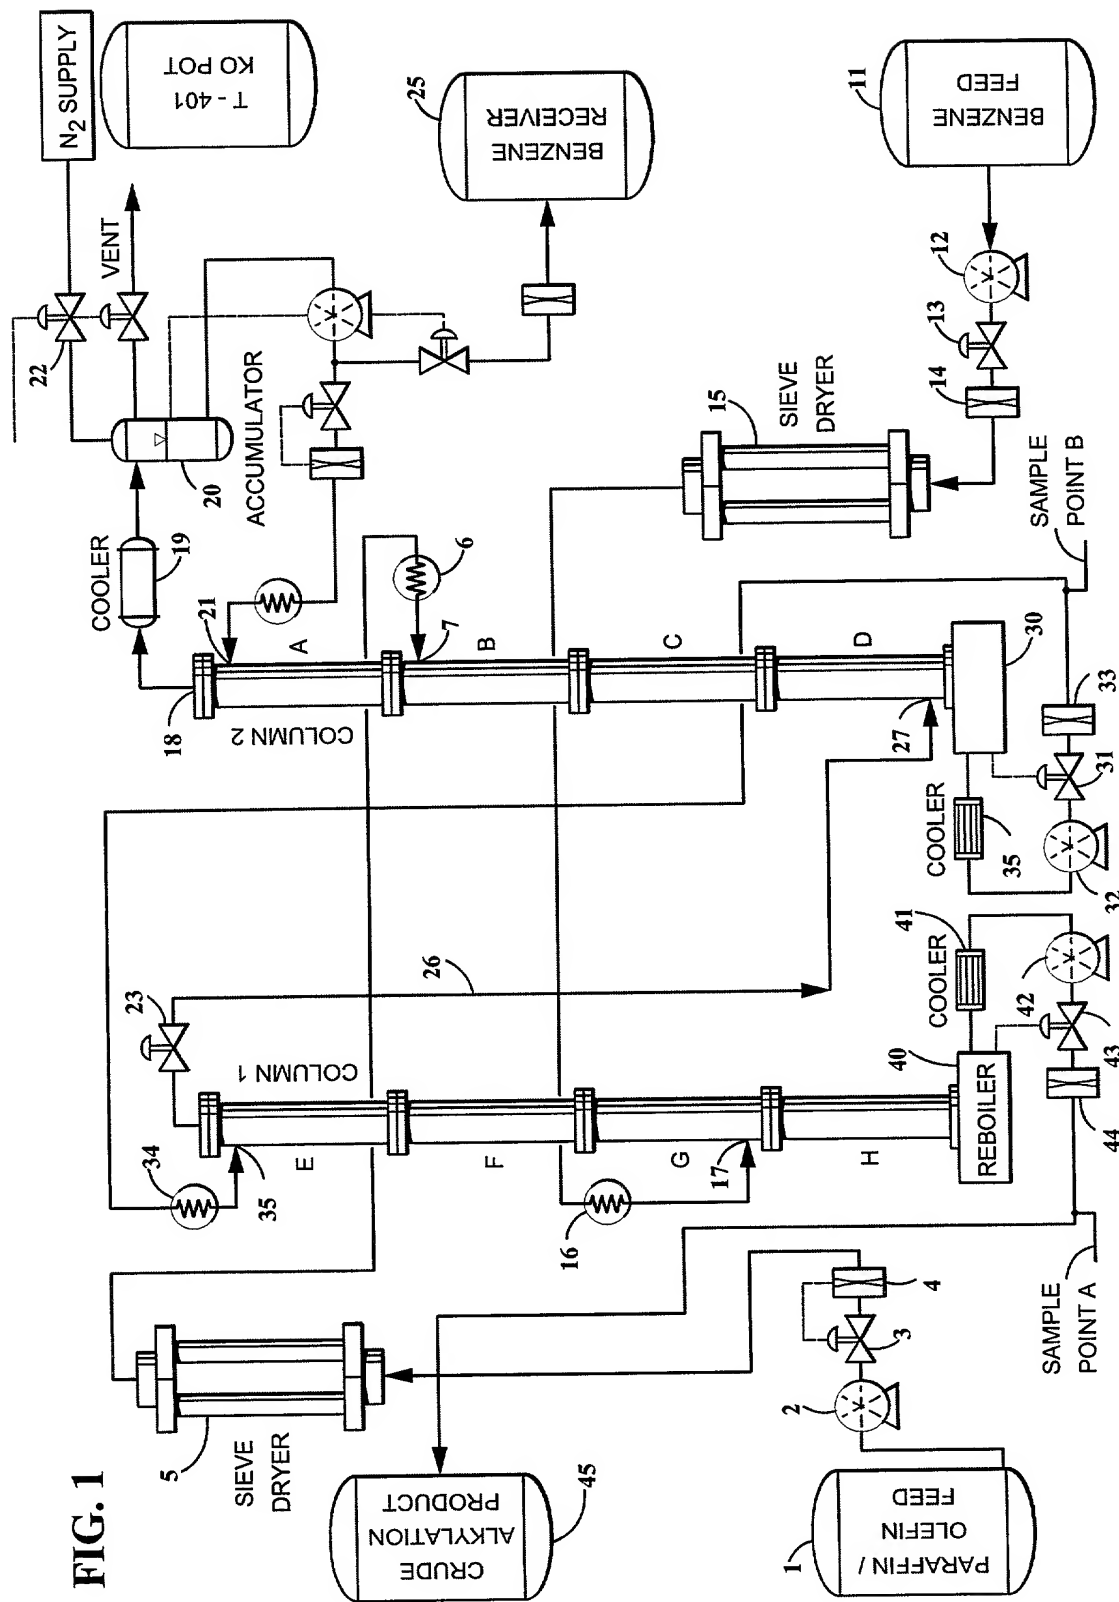 FIG. 1
N2 SUPPLY
T - 401
KO POT
VENT
22
20
ACCUMULATOR
COOLER
19
25
BENZENE
RECEIVER
11
BENZENE
FEED
12
13
14
15
SIEVE
DRYER
SAMPLE
POINT B
18
21
A
6
7
B
C
D
COLUMN 2
27
30
33
31
COOLER
35
32
23
26
COLUMN 1
34
35
E
F
G
H
16
17
40
REBOILER
COOLER
41
42
43
44
SAMPLE
POINT A
5
SIEVE
DRYER
CRUDE
ALKYLATION
PRODUCT
45
1
PARAFFIN /
OLEFIN
FEED
2
3
4